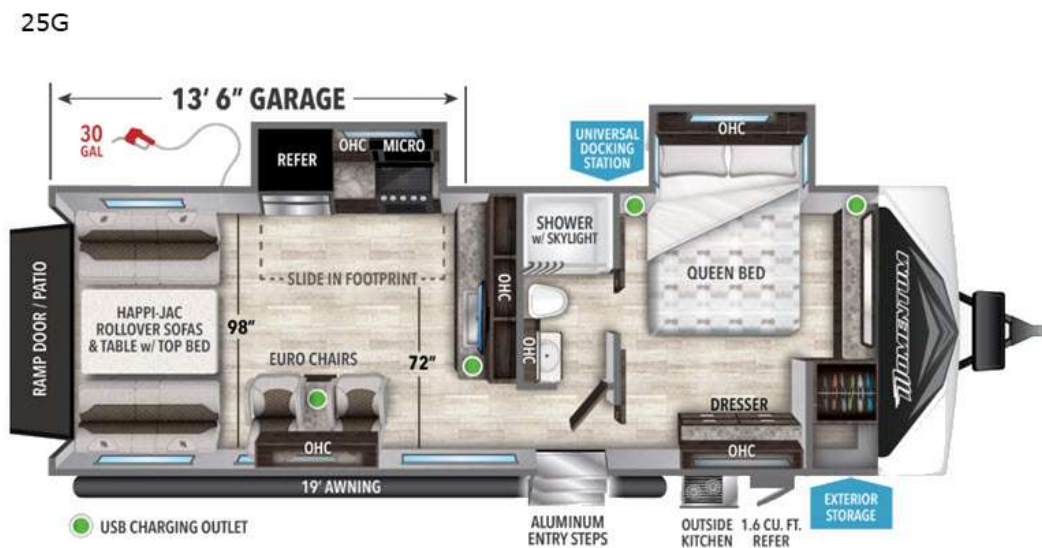 25G
13' 6" GARAGE
30
GAL
REFER
OHC
MICRO
UNIVERSAL
DOCKING
STATION
OHC
SHOWER
w/ SKYLIGHT
QUEEN BED
SLIDE IN FOOTPRINT
OHC
RAMP DOOR / PATIO
HAPPI-JAC
ROLLOVER SOFAS
& TABLE w/ TOP BED
98"
EURO CHAIRS
72"
OHC
MOMENTUM
DRESSER
OHC
OHC
19' AWNING
USB CHARGING OUTLET
ALUMINUM
ENTRY STEPS
OUTSIDE
KITCHEN
1.6 CU. FT.
REFER
EXTERIOR
STORAGE